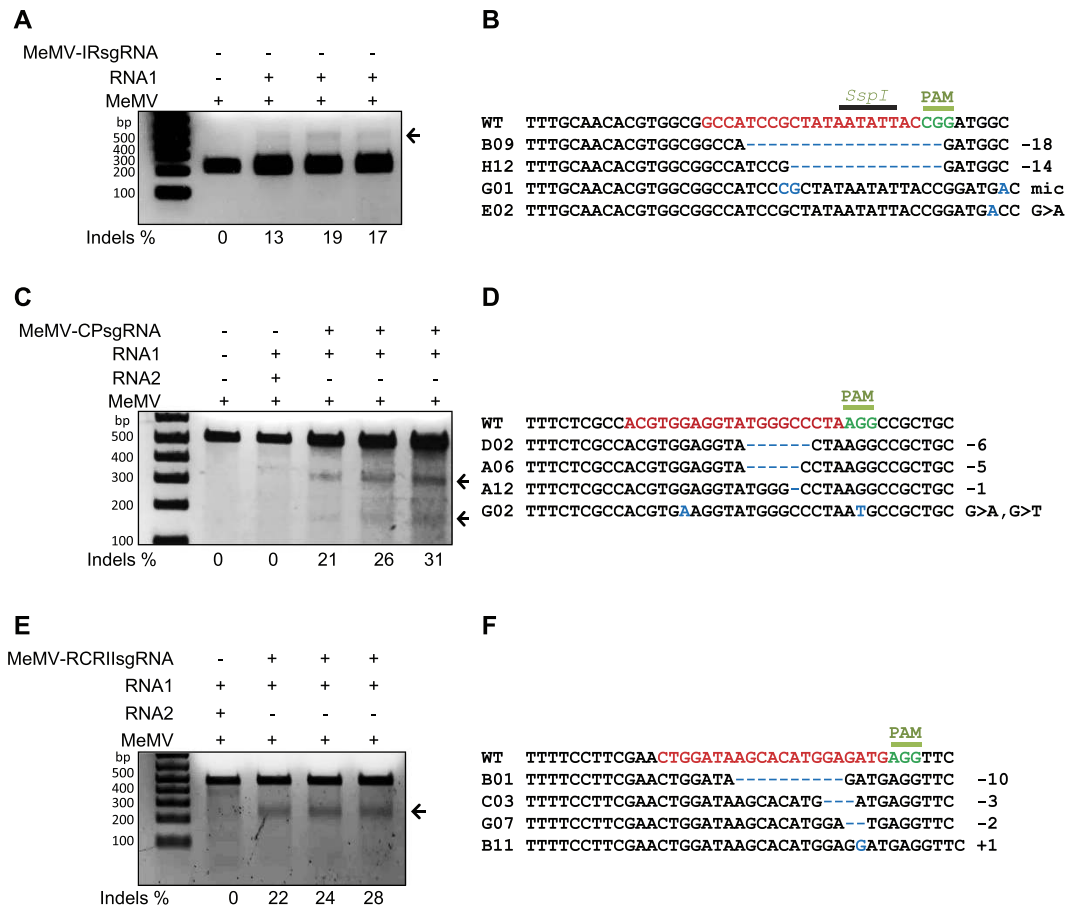 A
MeMV-IRsgRNA - - - -
RNA1 - + + +
MeMV + + + +
bp
500
400
300
200
100
Indels % 0 13 19 17
B
SspI PAM
WT TTTGCAACACGTGGCGGCCATCCGCTATAATATTACCGGATGGC
B09 TTTGCAACACGTGGCGGCCA------------------GATGGC -18
H12 TTTGCAACACGTGGCGGCCATCCG--------------GATGGC -14
G01 TTTGCAACACGTGGCGGCCATCCCGCTATAATATTACCGGATGAC mic
E02 TTTGCAACACGTGGCGGCCATCCGCTATAATATTACCGGATGACC G>A
C
MeMV-CPsgRNA - - + + +
RNA1 - + + + +
RNA2 - + - - -
MeMV + + + + +
bp
500
400
300
200
100
Indels % 0 0 21 26 31
D
PAM
WT TTTCTCGCCACGTGGAGGTATGGGCCCTAAGGCCGCTGC
D02 TTTCTCGCCACGTGGAGGTA------CTAAGGCCGCTGC -6
A06 TTTCTCGCCACGTGGAGGTA-----CCTAAGGCCGCTGC -5
A12 TTTCTCGCCACGTGGAGGTATGGG-CCTAAGGCCGCTGC -1
G02 TTTCTCGCCACGTGAAGGTATGGGCCCTAATGCCGCTGC G>A,G>T
E
MeMV-RCRIIsgRNA - + + +
RNA1 + + + +
RNA2 + - - -
MeMV + + + +
bp
500
400
300
200
100
Indels % 0 22 24 28
F
PAM
WT TTTTCCTTCGAACTGGATAAGCACATGGAGATGAGGTTC
B01 TTTTCCTTCGAACTGGATA----------GATGAGGTTC -10
C03 TTTTCCTTCGAACTGGATAAGCACATG---ATGAGGTTC -3
G07 TTTTCCTTCGAACTGGATAAGCACATGGA--TGAGGTTC -2
B11 TTTTCCTTCGAACTGGATAAGCACATGGAGGATGAGGTTC +1